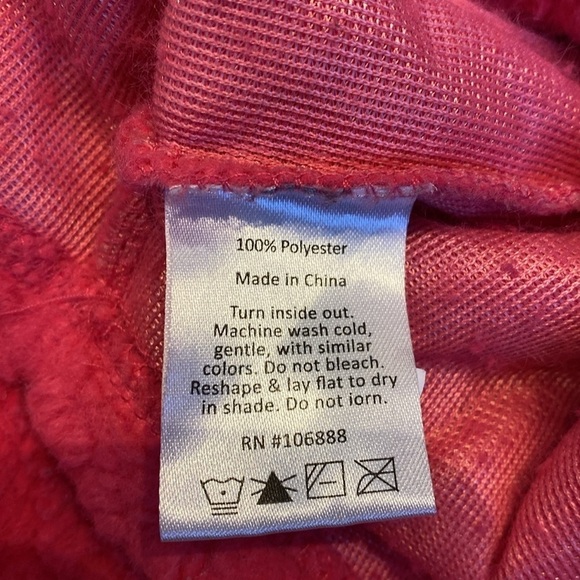 100% Polyester
Made in China
Turn inside out.
Machine wash cold,
gentle, with similar
colors. Do not bleach.
Reshape & lay flat to dry
in shade. Do not iorn.
RN #106888